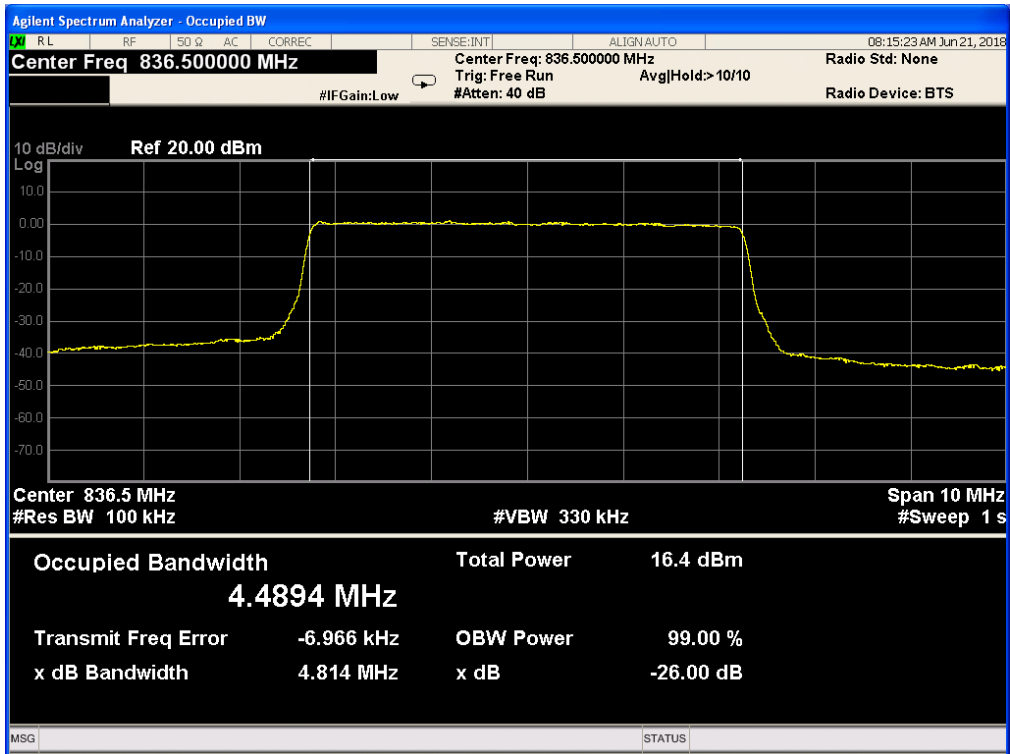 Agilent Spectrum Analyzer - Occupied BW
LXI RL RF 50 Ω AC CORREC SENSE:INT ALIGN AUTO 08:15:23 AM Jun 21, 2018
Center Freq 836.500000 MHz Center Freq: 836.500000 MHz Radio Std: None
Trig: Free Run Avg|Hold:>10/10
#IFGain:Low #Atten: 40 dB Radio Device: BTS
10 dB/div Ref 20.00 dBm
Log
10.0
0.00
-10.0
-20.0
-30.0
-40.0
-50.0
-60.0
-70.0
Center 836.5 MHz Span 10 MHz
#Res BW 100 kHz #VBW 330 kHz #Sweep 1 s
Occupied Bandwidth Total Power 16.4 dBm
4.4894 MHz
Transmit Freq Error -6.966 kHz OBW Power 99.00 %
x dB Bandwidth 4.814 MHz x dB -26.00 dB
MSG STATUS